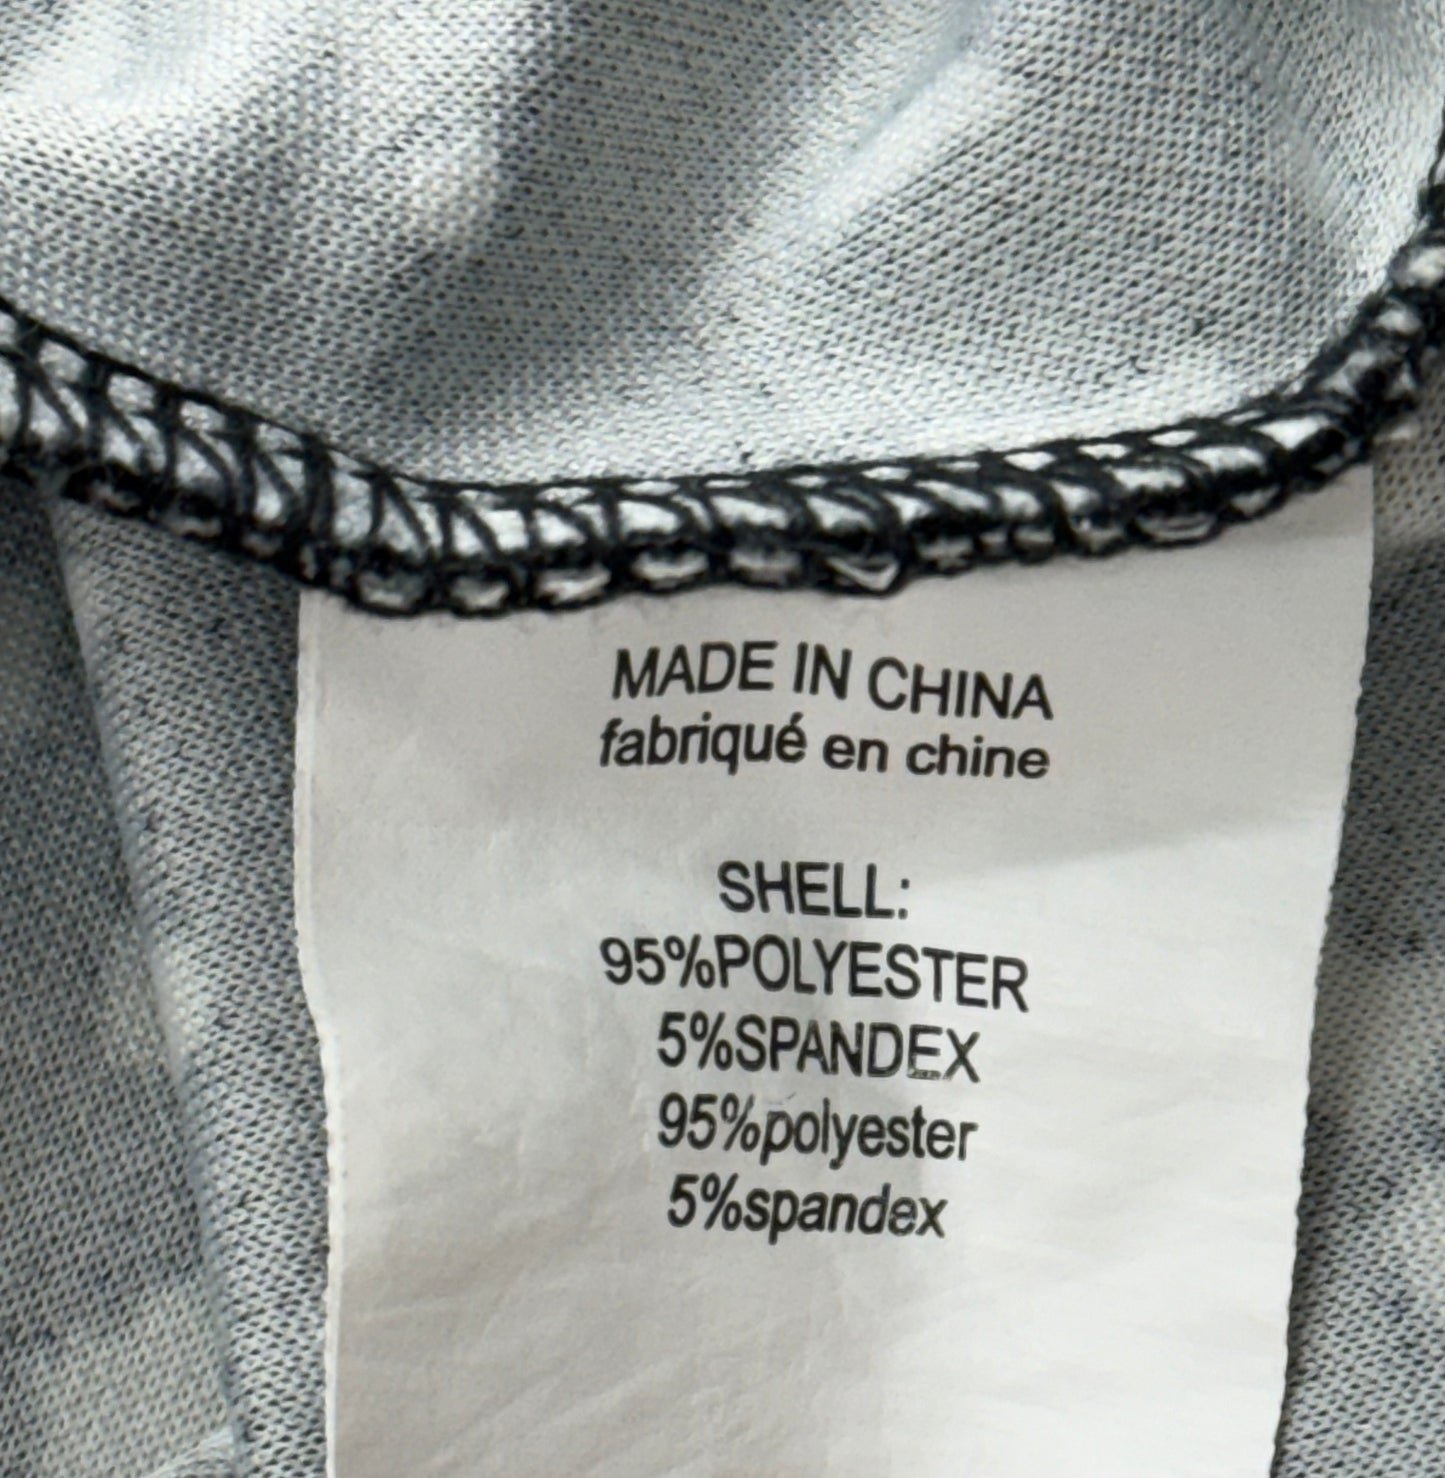 MADE IN CHINA
fabriqué en chine
SHELL:
95%POLYESTER
5%SPANDEX
95%polyester
5%spandex